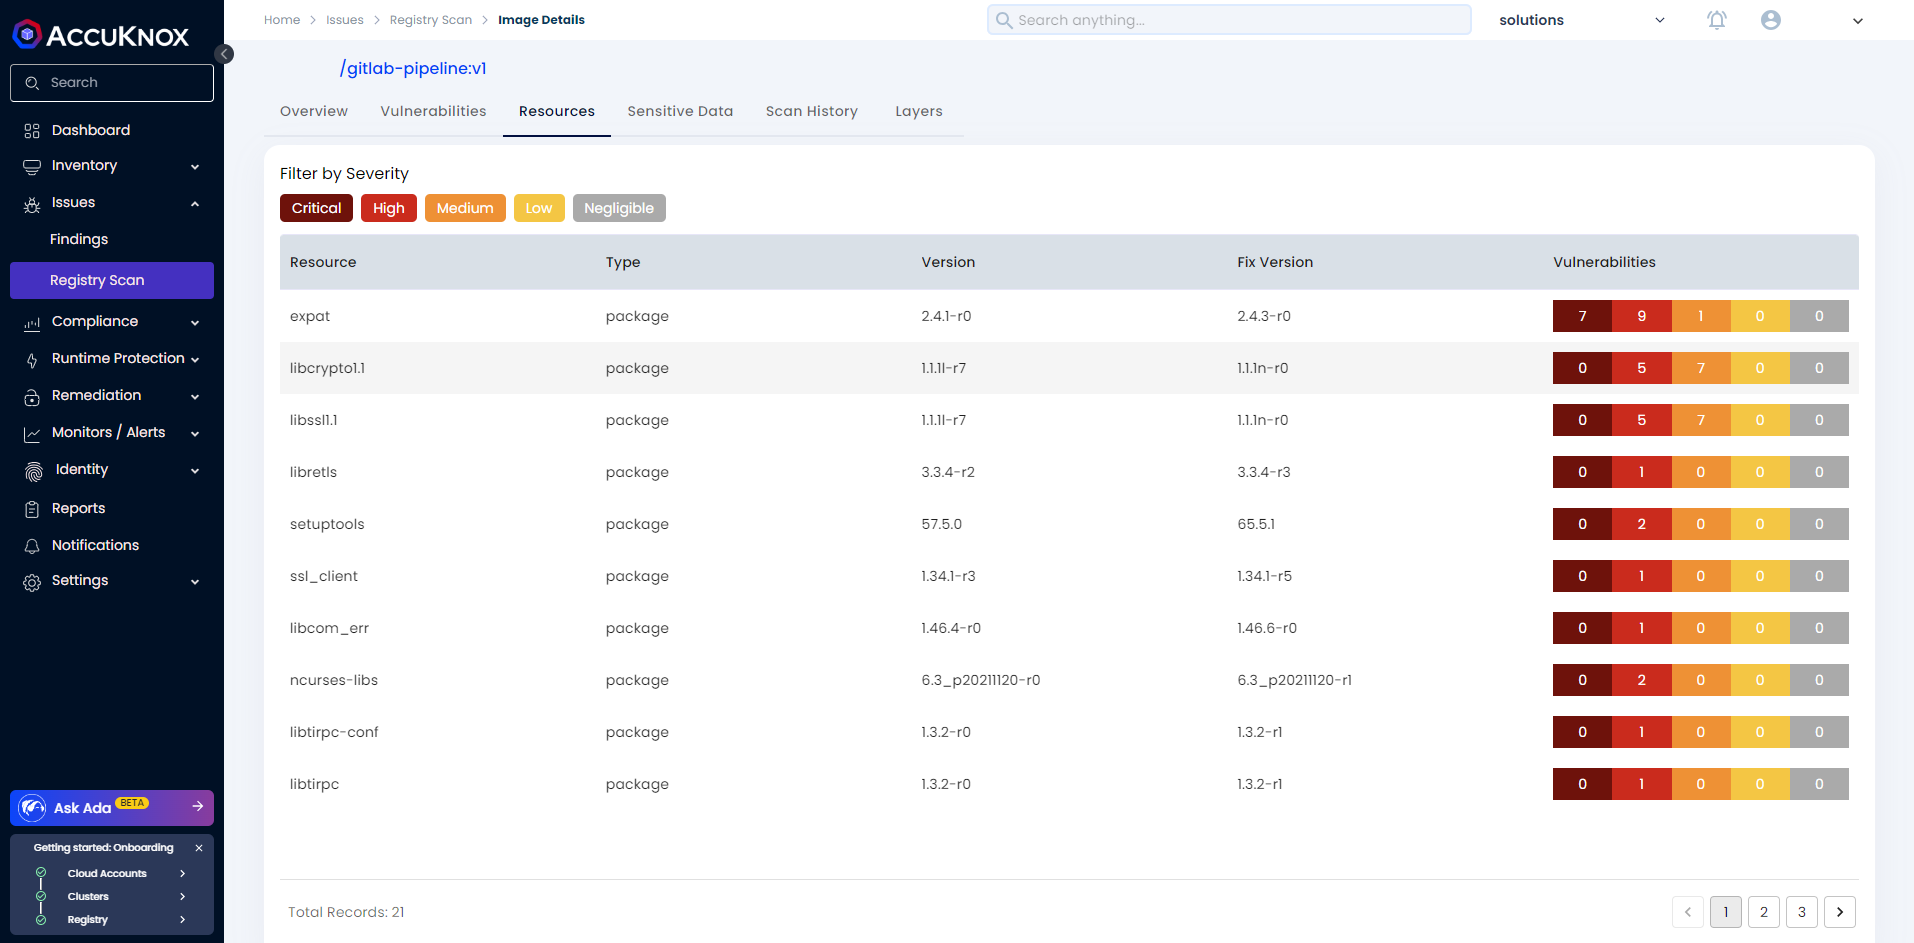 ACCUKNOX
Search
Dashboard
Inventory
Issues
Findings
Registry Scan
Compliance
Runtime Protection
Remediation
Monitors / Alerts
Identity
Reports
Notifications
Settings
Ask Ada BETA
Getting started: Onboarding
Cloud Accounts
Clusters
Registry
Home > Issues > Registry Scan > Image Details
Search anything...
solutions
/gitlab-pipeline:v1
Overview Vulnerabilities Resources Sensitive Data Scan History Layers
Filter by Severity
Critical High Medium Low Negligible
Resource Type Version Fix Version Vulnerabilities
expat package 2.4.1-r0 2.4.3-r0 7 9 1 0 0
libcrypto1.1 package 1.1.1l-r7 1.1.1n-r0 0 5 7 0 0
libssl1.1 package 1.1.1l-r7 1.1.1n-r0 0 5 7 0 0
libretls package 3.3.4-r2 3.3.4-r3 0 1 0 0 0
setuptools package 57.5.0 65.5.1 0 2 0 0 0
ssl_client package 1.34.1-r3 1.34.1-r5 0 1 0 0 0
libcom_err package 1.46.4-r0 1.46.6-r0 0 1 0 0 0
ncurses-libs package 6.3_p20211120-r0 6.3_p20211120-r1 0 2 0 0 0
libtirpc-conf package 1.3.2-r0 1.3.2-r1 0 1 0 0 0
libtirpc package 1.3.2-r0 1.3.2-r1 0 1 0 0 0
Total Records: 21
1 2 3